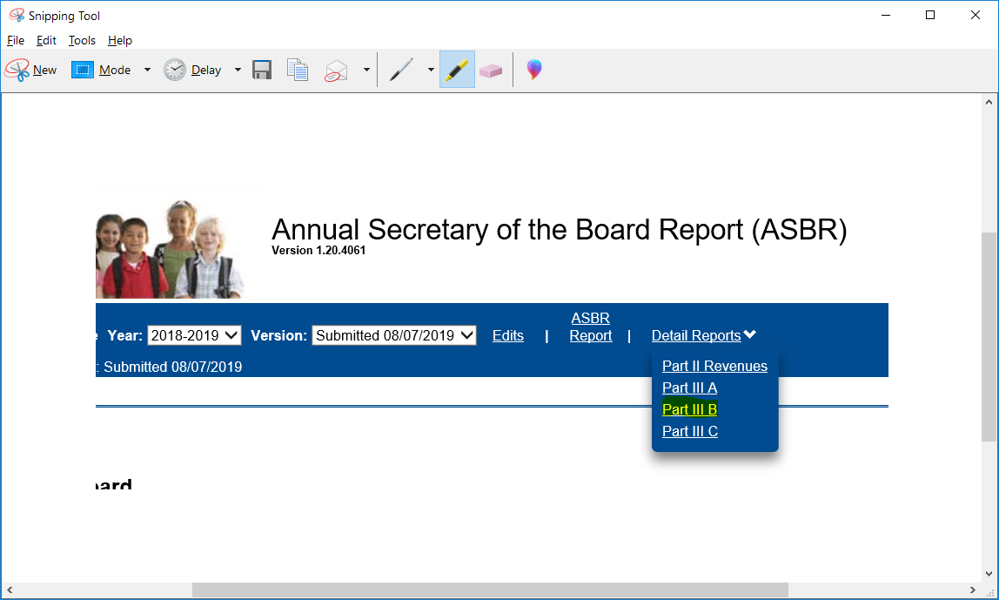 Snipping Tool
File Edit Tools Help
New Mode Delay
Annual Secretary of the Board Report (ASBR)
Version 1.20.4061
Year: 2018-2019 Version: Submitted 08/07/2019 Edits | ASBR Report | Detail Reports
: Submitted 08/07/2019
Part II Revenues
Part III A
Part III B
Part III C